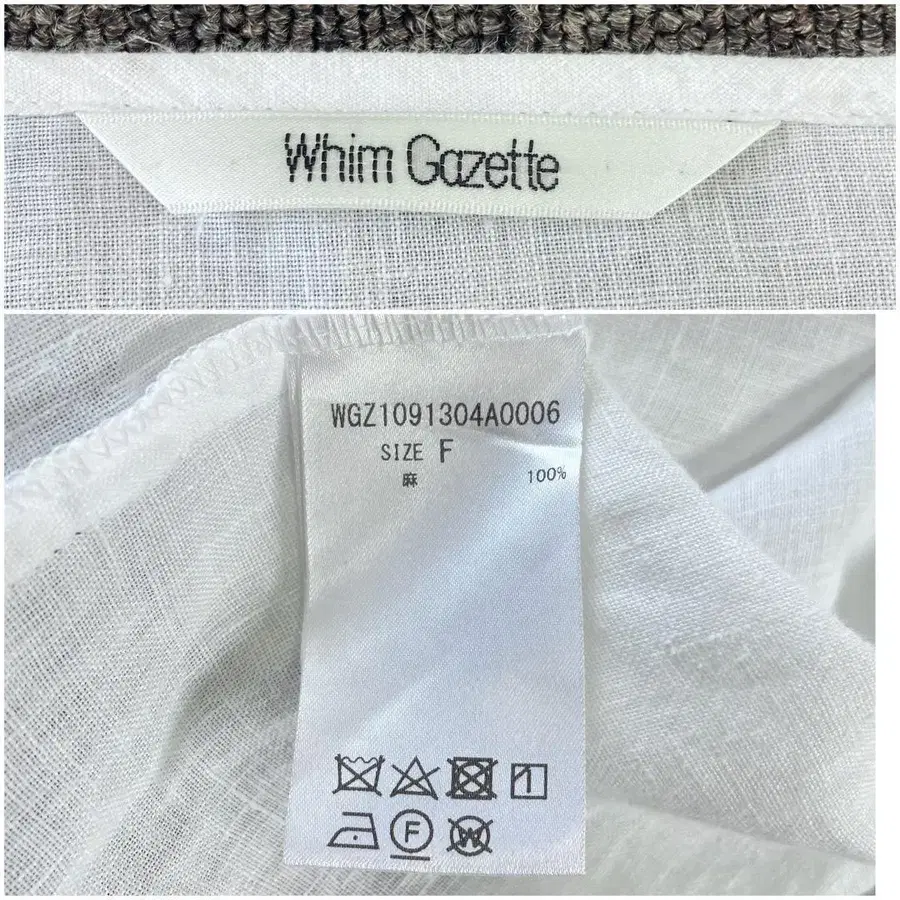 Whim Gazette
WGZ1091304A0006
SIZE F
麻 100%
F
W